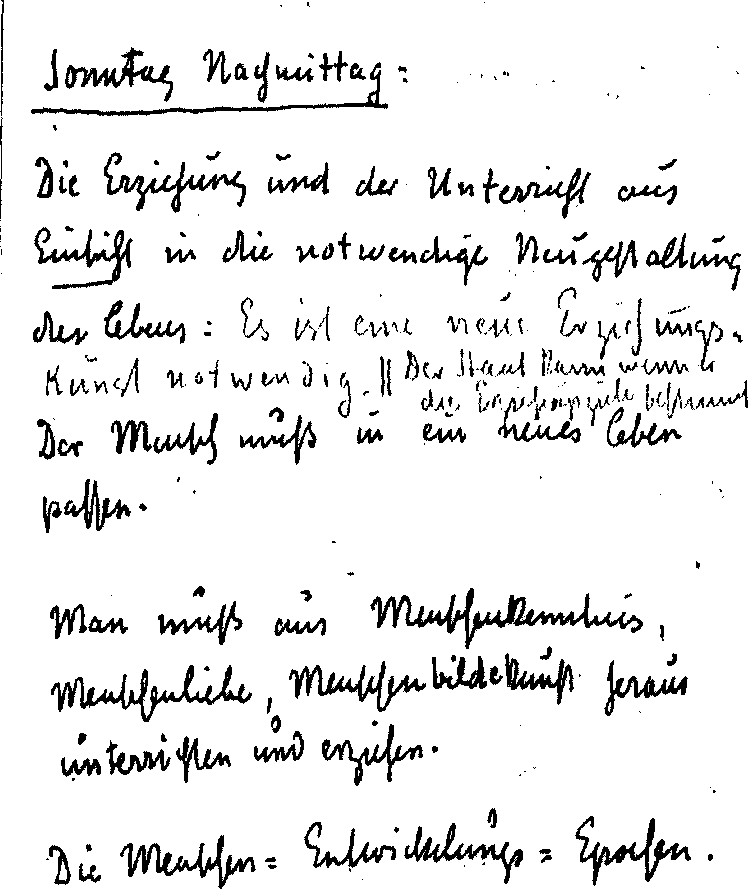 Sonntag Nachmittag:
Die Erziehung und der Unterricht aus
Einsicht in die notwendige Neugestaltung
des Lebens: Es ist eine neue Erziehungs-
Kunst notwendig. || Der Staat kann wenn er
die bestimmt
Der Mensch muß in ein neues Leben
passen.
Man muß aus Menschenkenntnis,
Menschenliebe, Menschenbildekunst heraus
unterrichten und erziehen.
Die Menschen = Entwickelungs = Epochen.